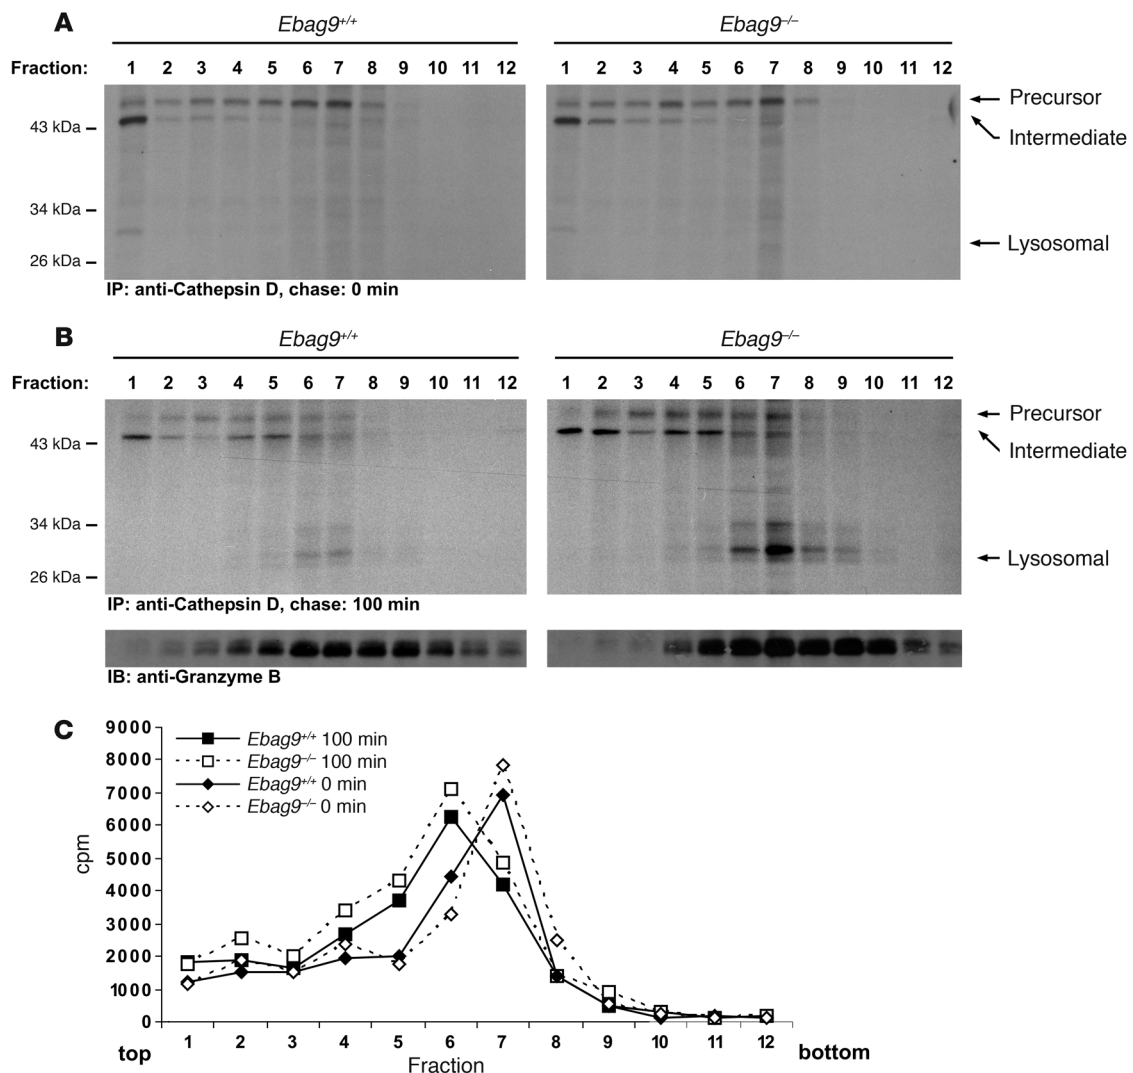 A
Ebag9+/+
Ebag9–/–
Fraction: 1 2 3 4 5 6 7 8 9 10 11 12 1 2 3 4 5 6 7 8 9 10 11 12
Precursor
43 kDa
Intermediate
34 kDa
Lysosomal
26 kDa
IP: anti-Cathepsin D, chase: 0 min
B
Ebag9+/+
Ebag9–/–
Fraction: 1 2 3 4 5 6 7 8 9 10 11 12 1 2 3 4 5 6 7 8 9 10 11 12
Precursor
43 kDa
Intermediate
34 kDa
Lysosomal
26 kDa
IP: anti-Cathepsin D, chase: 100 min
IB: anti-Granzyme B
C
9000
8000
7000
6000
5000
4000
3000
2000
1000
0
cpm
Ebag9+/+ 100 min
Ebag9–/– 100 min
Ebag9+/+ 0 min
Ebag9–/– 0 min
1 2 3 4 5 6 7 8 9 10 11 12
top
Fraction
bottom